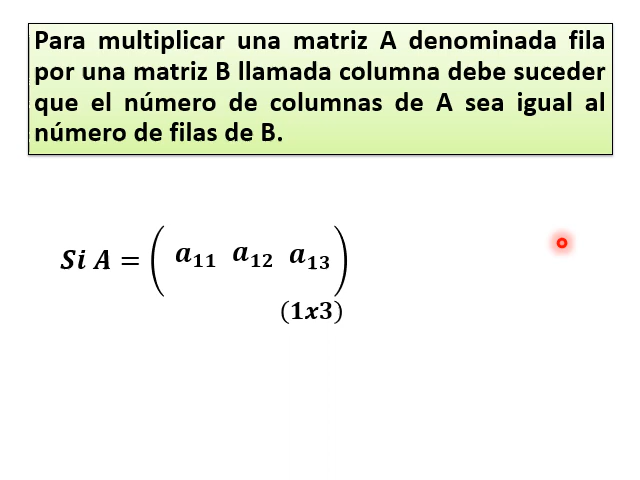 Para multiplicar una matriz A denominada fila
por una matriz B llamada columna debe suceder
que el número de columnas de A sea igual al
número de filas de B.
Si A = ( a₁₁ a₁₂ a₁₃ )
(1x3)